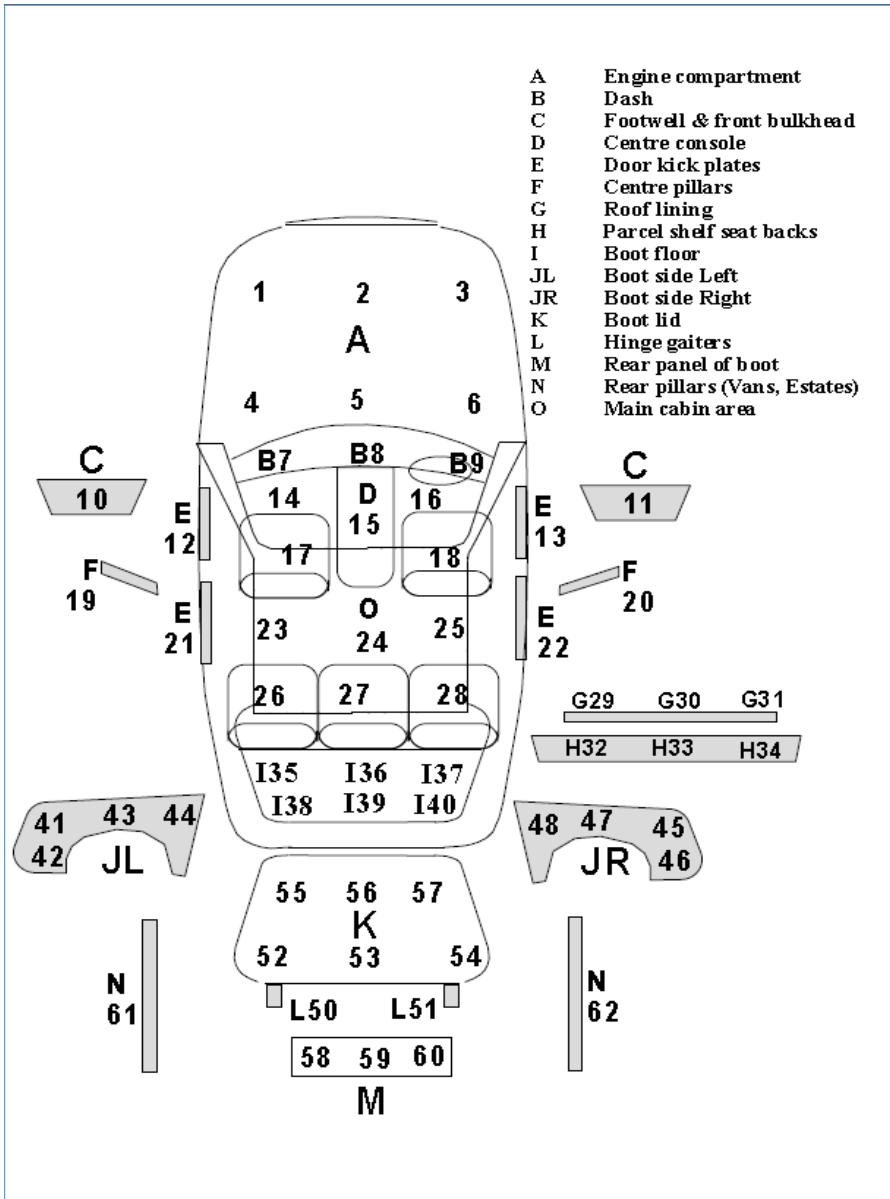 A Engine compartment
B Dash
C Footwell & front bulkhead
D Centre console
E Door kick plates
F Centre pillars
G Roof lining
H Parcel shelf seat backs
I Boot floor
JL Boot side Left
JR Boot side Right
K Boot lid
L Hinge gaiters
M Rear panel of boot
N Rear pillars (Vans, Estates)
O Main cabin area
1 2 3
A
4 5 6
B7 B8 B9
C C
10 11
14 D 16
15
E E
12 13
17 18
F F
19 20
E E
21 22
O
23 24 25
26 27 28
G29 G30 G31
H32 H33 H34
I35 I36 I37
I38 I39 I40
41 43 44
42 JL
48 47 45
JR 46
55 56 57
K
52 53 54
N N
61 62
L50 L51
58 59 60
M